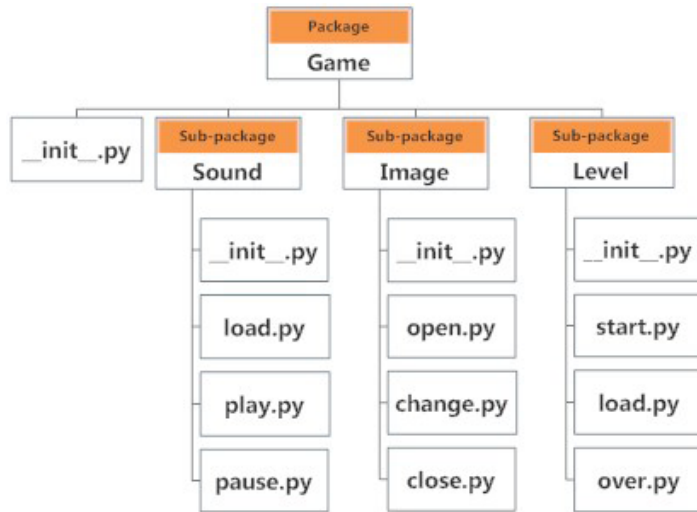 Package
Game
__init__.py
Sub-package
Sound
Sub-package
Image
Sub-package
Level
__init__.py
load.py
play.py
pause.py
__init__.py
open.py
change.py
close.py
__init__.py
start.py
load.py
over.py